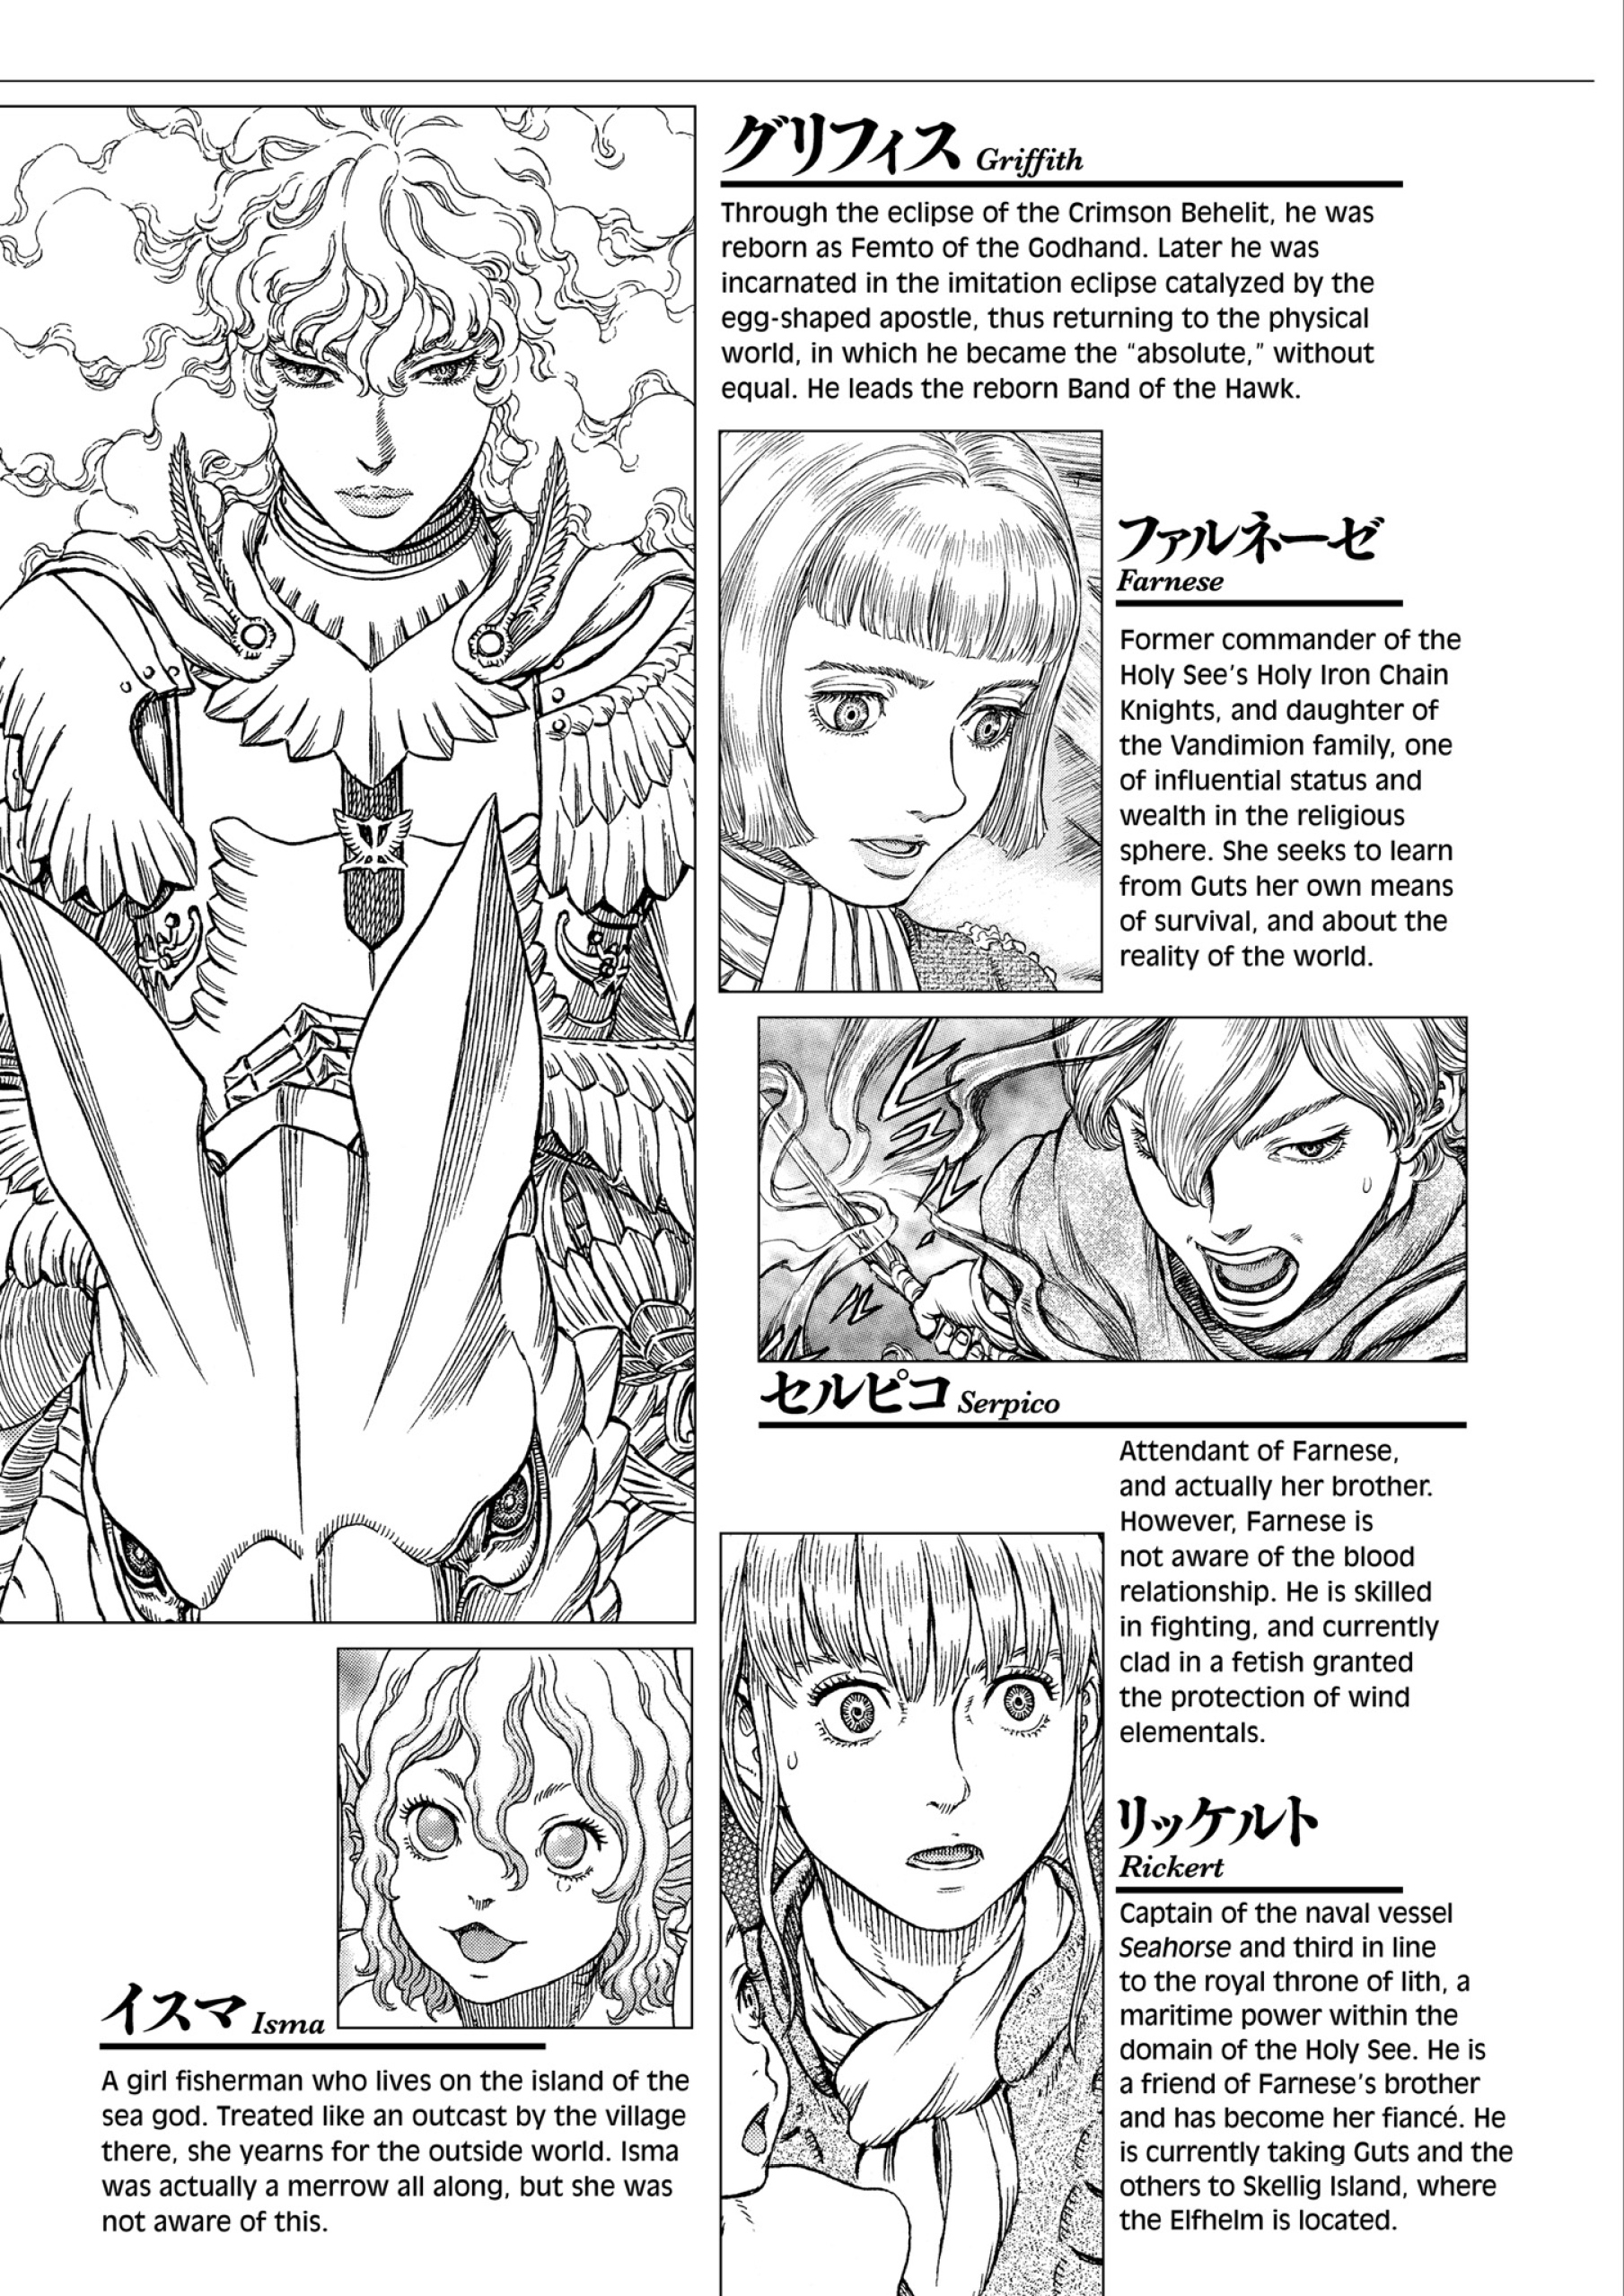 グリフィス Griffith
Through the eclipse of the Crimson Behelit, he was
reborn as Femto of the Godhand. Later he was
incarnated in the imitation eclipse catalyzed by the
egg-shaped apostle, thus returning to the physical
world, in which he became the “absolute,” without
equal. He leads the reborn Band of the Hawk.
ファルネーゼ
Farnese
Former commander of the
Holy See’s Holy Iron Chain
Knights, and daughter of
the Vandimion family, one
of influential status and
wealth in the religious
sphere. She seeks to learn
from Guts her own means
of survival, and about the
reality of the world.
セルピコ Serpico
Attendant of Farnese,
and actually her brother.
However, Farnese is
not aware of the blood
relationship. He is skilled
in fighting, and currently
clad in a fetish granted
the protection of wind
elementals.
リッケルト
Rickert
Captain of the naval vessel
Seahorse and third in line
to the royal throne of Iith, a
maritime power within the
domain of the Holy See. He is
a friend of Farnese’s brother
and has become her fiancé. He
is currently taking Guts and the
others to Skellig Island, where
the Elfhelm is located.
イスマ Isma
A girl fisherman who lives on the island of the
sea god. Treated like an outcast by the village
there, she yearns for the outside world. Isma
was actually a merrow all along, but she was
not aware of this.